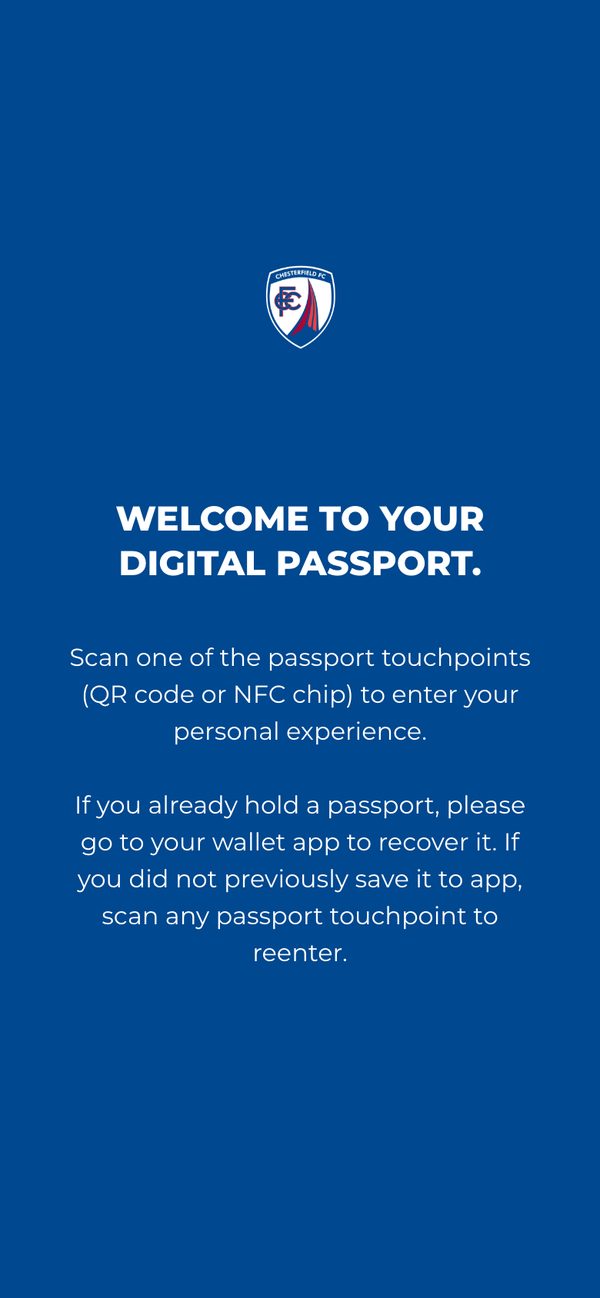 CHESTERFIELD FC
CFC
WELCOME TO YOUR
DIGITAL PASSPORT.
Scan one of the passport touchpoints
(QR code or NFC chip) to enter your
personal experience.
If you already hold a passport, please
go to your wallet app to recover it. If
you did not previously save it to app,
scan any passport touchpoint to
reenter.